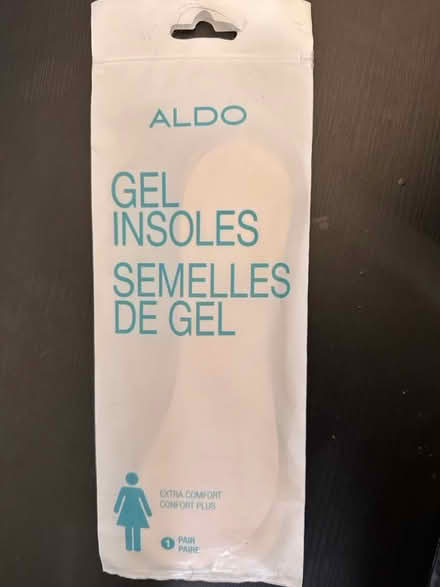 ALDO
GEL
INSOLES
SEMELLES
DE GEL
EXTRA COMFORT
CONFORT PLUS
1 PAIR
PAIRE